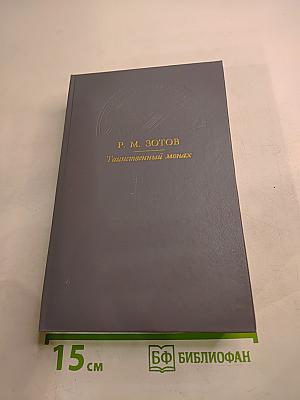 Р. М. ЗОТОВ
Таинственный монах
15 см
БФ БИБЛИОФАН